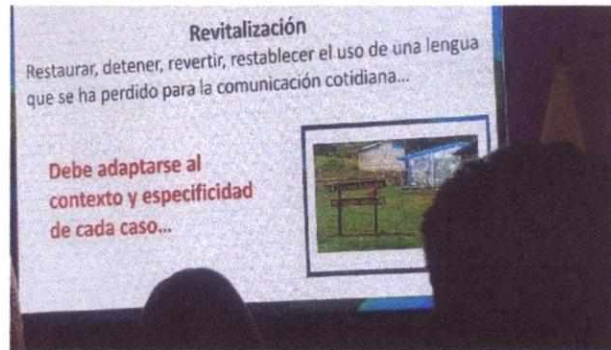 Revitalización
Restaurar, detener, revertir, restablecer el uso de una lengua
que se ha perdido para la comunicación cotidiana...
Debe adaptarse al
contexto y especificidad
de cada caso...